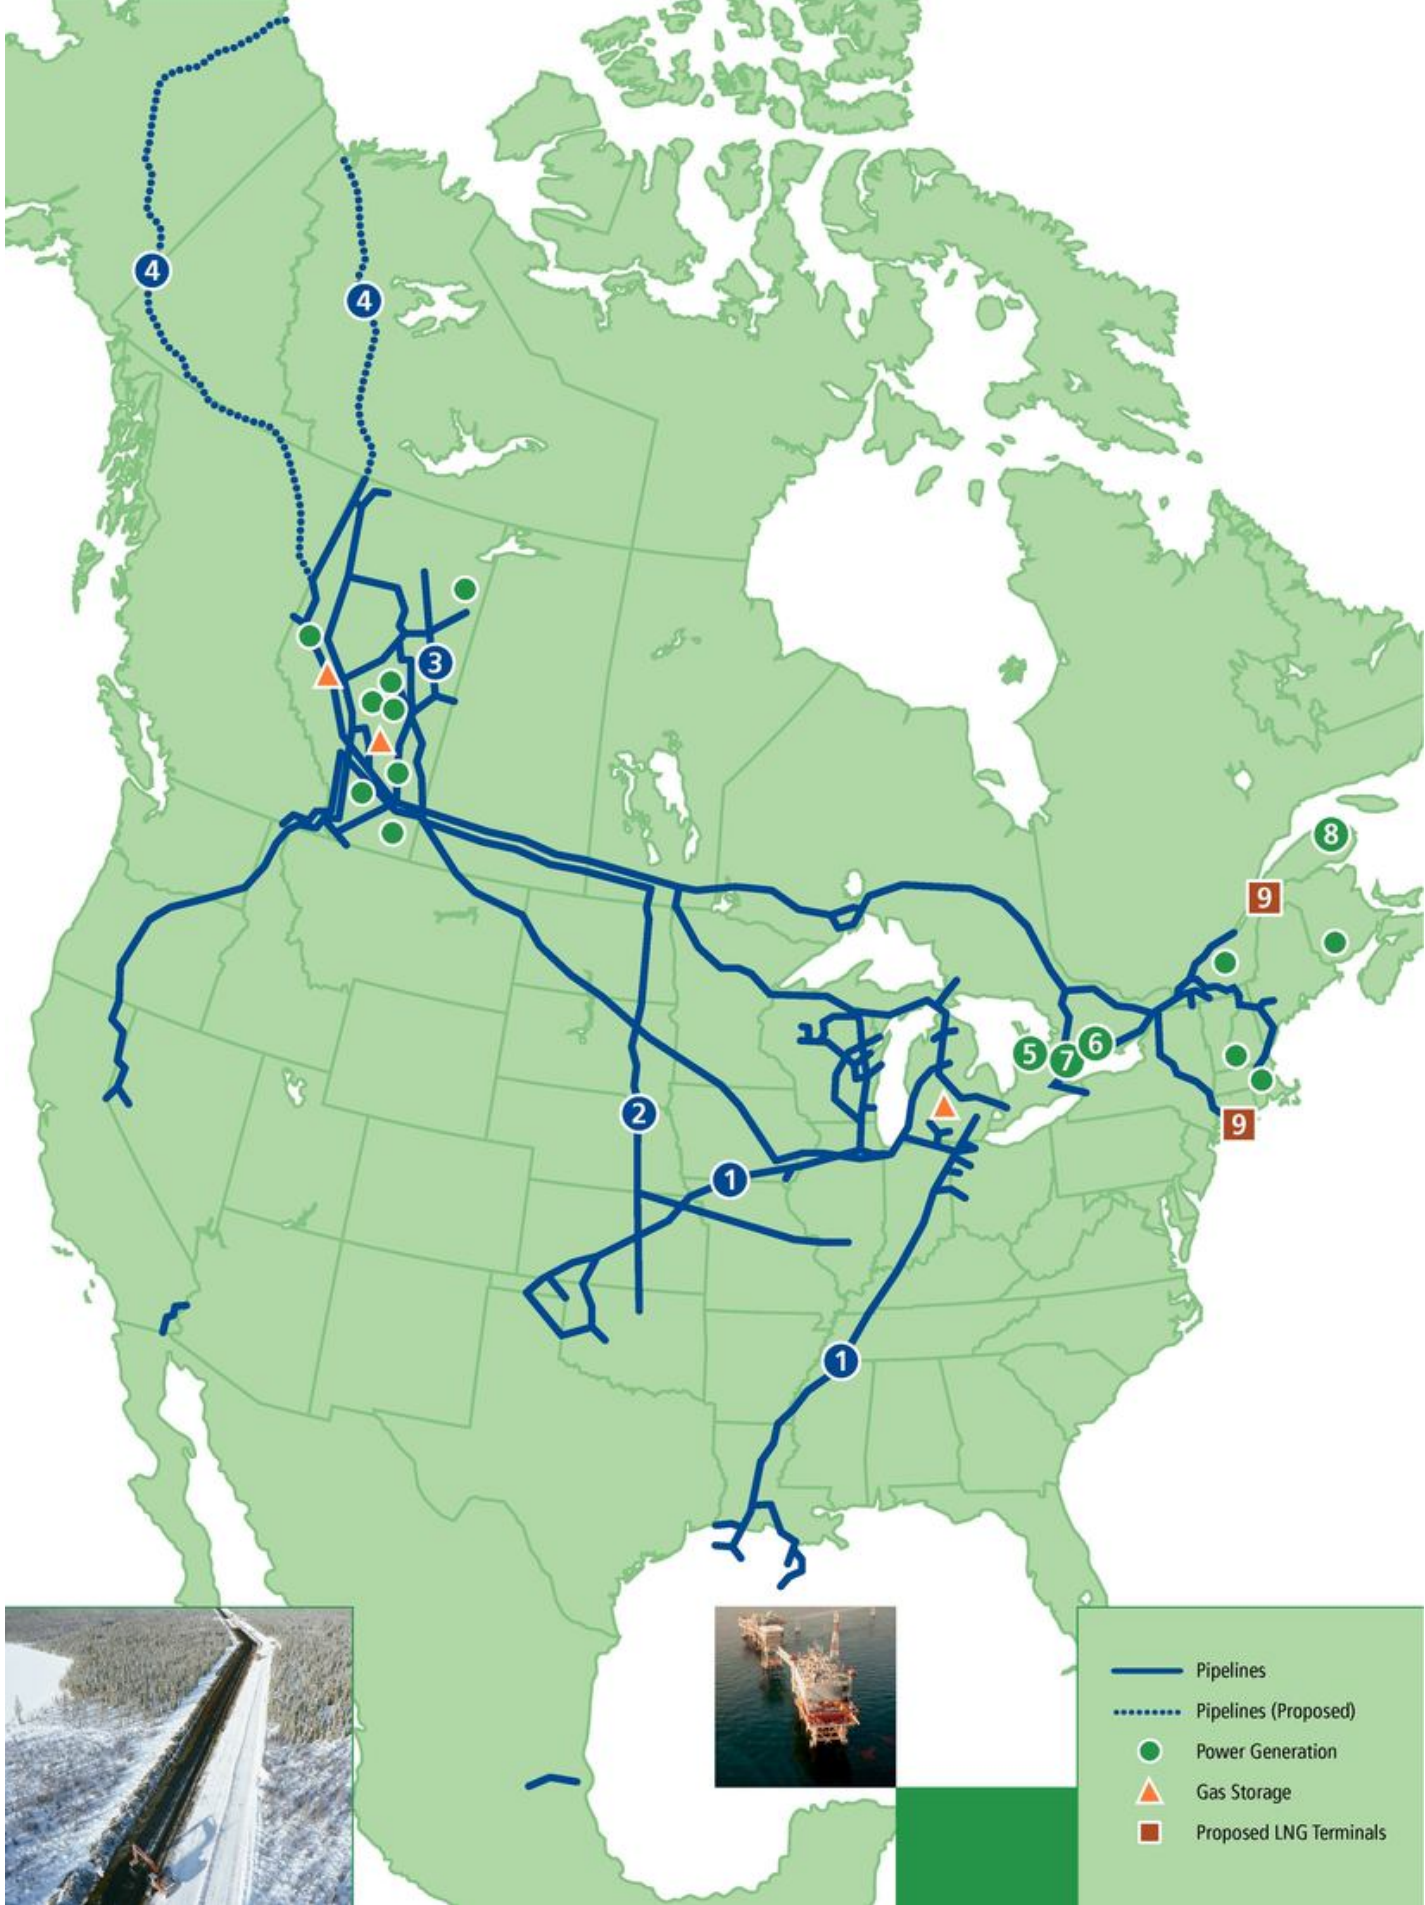 4
4
3
8
9
5
7
6
2
9
1
1
Pipelines
Pipelines (Proposed)
Power Generation
Gas Storage
Proposed LNG Terminals